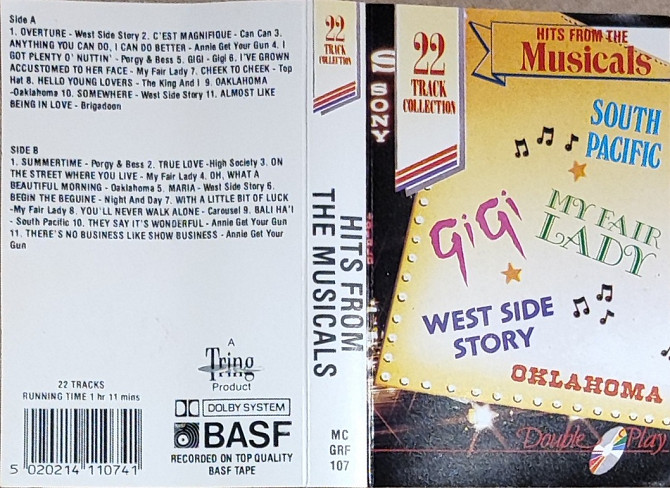 Side A
1. OVERTURE - West Side Story 2. C'EST MAGNIFIQUE - Can Can 3.
ANYTHING YOU CAN DO, I CAN DO BETTER - Annie Get Your Gun 4. I
GOT PLENTY O' NUTTIN' - Porgy & Bess 5. GIGI - Gigi 6. I'VE GROWN
ACCUSTOMED TO HER FACE - My Fair Lady 7. CHEEK TO CHEEK - Top
Hat 8. HELLO YOUNG LOVERS - The King And I 9. OAKLAHOMA
-Oaklahoma 10. SOMEWHERE - West Side Story 11. ALMOST LIKE
BEING IN LOVE - Brigadoon
SIDE B
1. SUMMERTIME - Porgy & Bess 2. TRUE LOVE -High Society 3. ON
THE STREET WHERE YOU LIVE - My Fair Lady 4. OH, WHAT A
BEAUTIFUL MORNING - Oaklahoma 5. MARIA - West Side Story 6.
BEGIN THE BEGUINE - Night And Day 7. WITH A LITTLE BIT OF LUCK
-My Fair Lady 8. YOU'LL NEVER WALK ALONE - Carousel 9. BALI HA'I
- South Pacific 10. THEY SAY IT'S WONDERFUL - Annie Get Your Gun
11. THERE'S NO BUSINESS LIKE SHOW BUSINESS - Annie Get Your
Gun
22 TRACKS
RUNNING TIME 1 hr 11 mins
5 020214 110741
A
Tring
Product
DOLBY SYSTEM
BASF
RECORDED ON TOP QUALITY
BASF TAPE
22
TRACK
COLLECTION
HITS FROM
THE MUSICALS
MC
GRF
107
SONY
22
TRACK
COLLECTION
HITS FROM THE
Musicals
SOUTH
PACIFIC
GiGi
MY FAIR
LADY
WEST SIDE
STORY
OKLAHOMA
Double Play